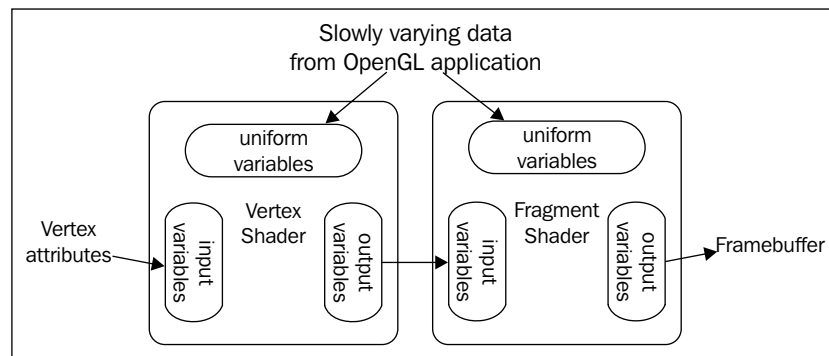 Slowly varying data
from OpenGL application
uniform
variables
uniform
variables
Vertex
attributes
input
variables
Vertex
Shader
output
variables
input
variables
Fragment
Shader
output
variables
Framebuffer